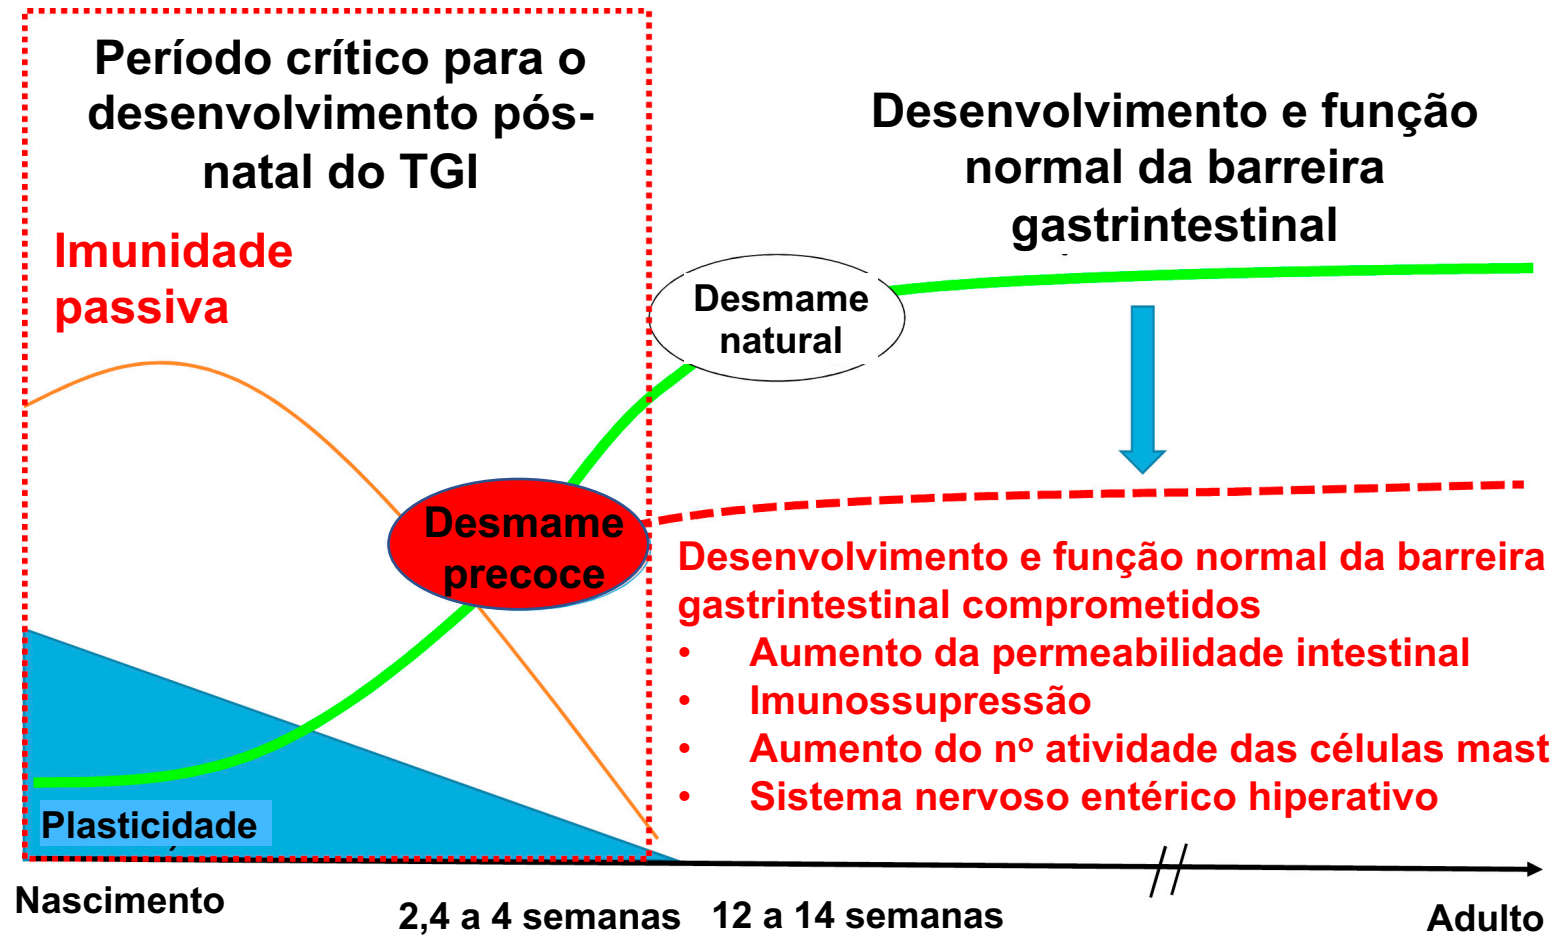 Período crítico para o
desenvolvimento pós-
natal do TGI
Desenvolvimento e função
normal da barreira
gastrintestinal
Imunidade
passiva
Desmame
natural
Desmame
precoce
Desenvolvimento e função normal da barreira
gastrintestinal comprometidos
• Aumento da permeabilidade intestinal
• Imunossupressão
• Aumento do nº atividade das células mast
• Sistema nervoso entérico hiperativo
Plasticidade
Nascimento
2,4 a 4 semanas
12 a 14 semanas
Adulto